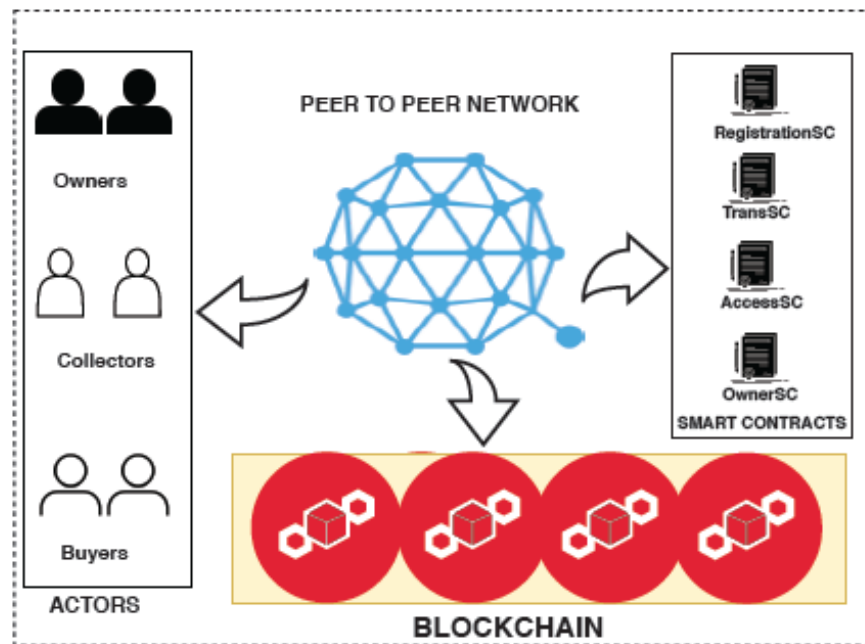 PEER TO PEER NETWORK
Owners
Collectors
Buyers
ACTORS
RegistrationSC
TransSC
AccessSC
OwnerSC
SMART CONTRACTS
BLOCKCHAIN